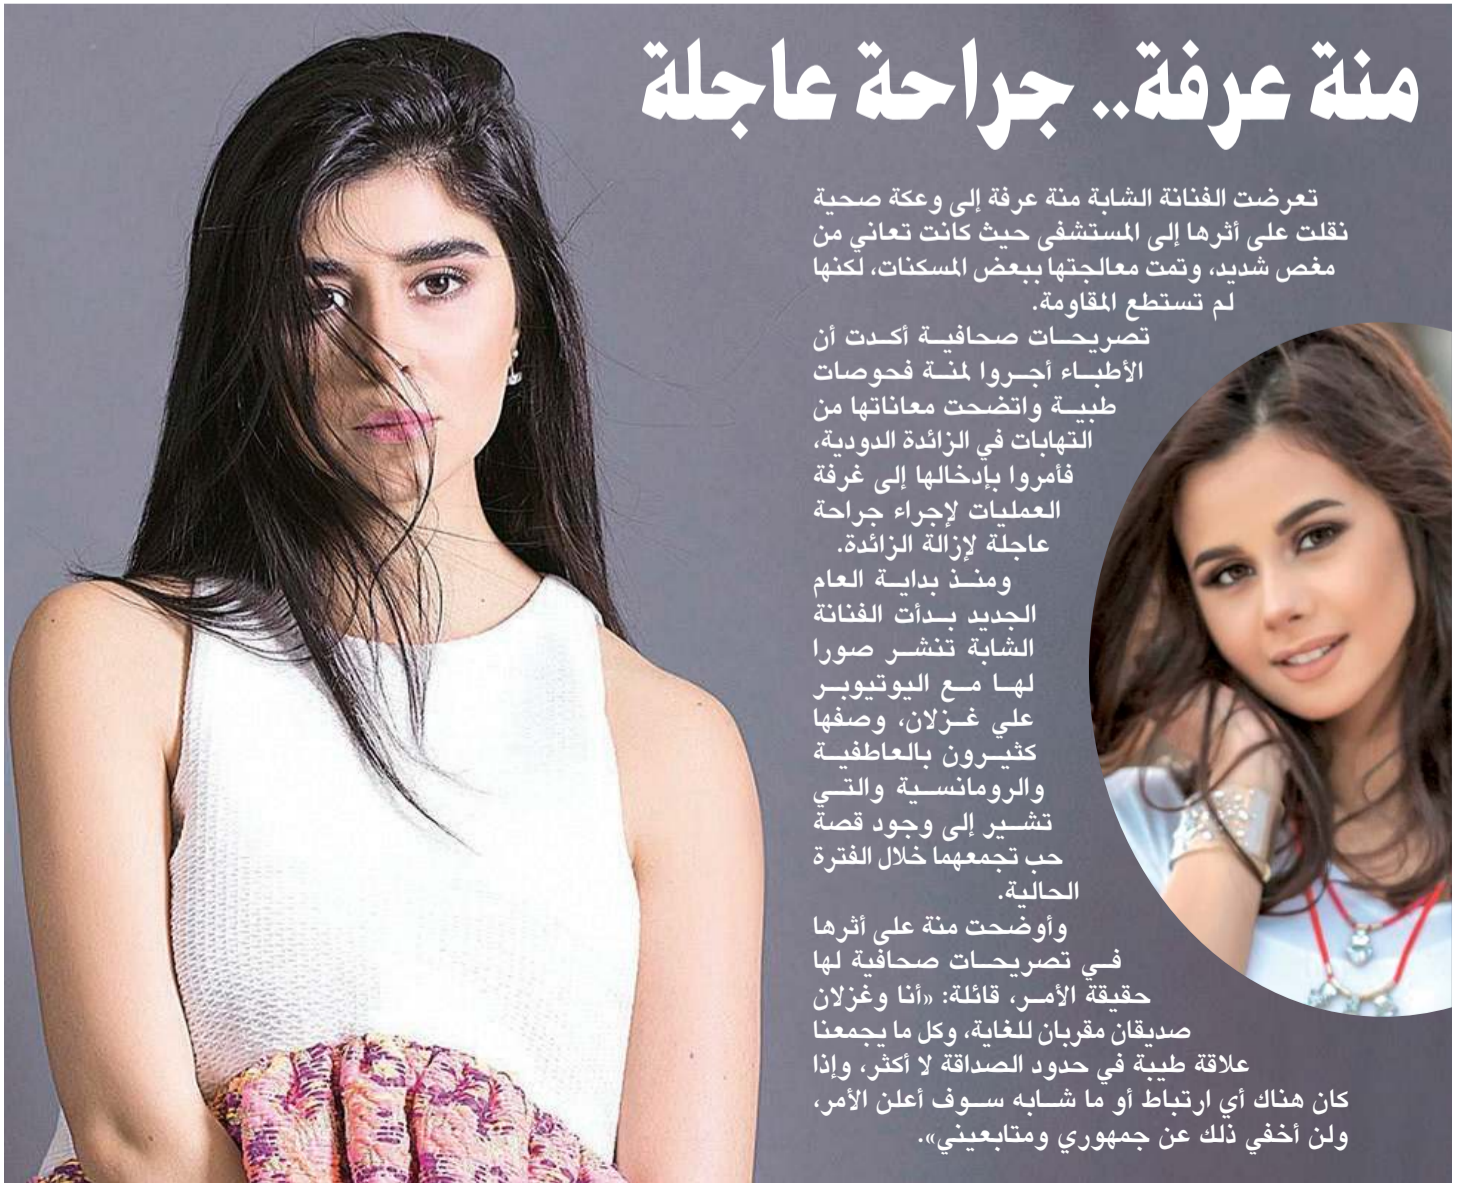 منة عرفة.. جراحة عاجلة
تعرضت الفنانة الشابة منة عرفة إلى وعكة صحية
نقلت على أثرها إلى المستشفى حيث كانت تعاني من
مغص شديد، وتمت معالجتها ببعض المسكنات، لكنها
لم تستطع المقاومة.
تصريحات صحافية أكدت أن
الأطباء أجروا لمنة فحوصات
طبية واتضحت معاناتها من
التهابات في الزائدة الدودية،
فأمروا بإدخالها إلى غرفة
العمليات لإجراء جراحة
عاجلة لإزالة الزائدة.
ومنذ بداية العام
الجديد بدأت الفنانة
الشابة تنشر صورا
لها مع اليوتيوبر
علي غزلان، وصفها
كثيرون بالعاطفية
والرومانسية والتي
تشير إلى وجود قصة
حب تجمعهما خلال الفترة
الحالية.
وأوضحت منة على أثرها
في تصريحات صحافية لها
حقيقة الأمر، قائلة: «أنا وغزلان
صديقان مقربان للغاية، وكل ما يجمعنا
علاقة طيبة في حدود الصداقة لا أكثر، وإذا
كان هناك أي ارتباط أو ما شابه سوف أعلن الأمر،
ولن أخفي ذلك عن جمهوري ومتابعيني».